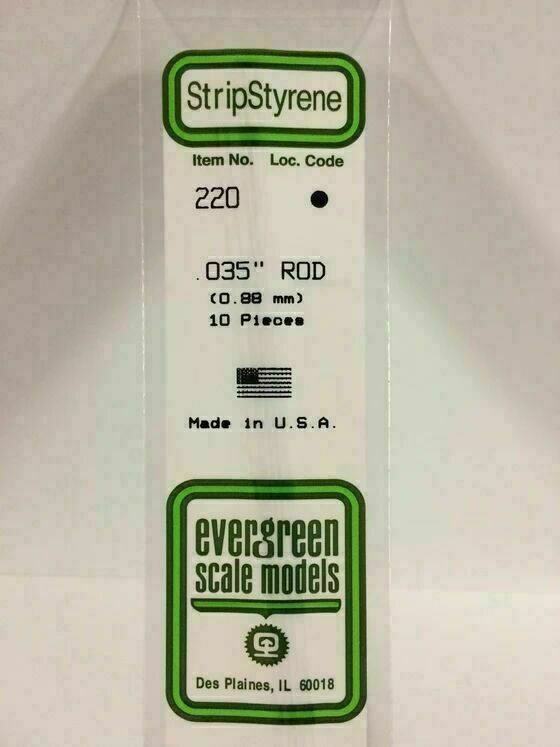 StripStyrene
Item No. Loc. Code
220 ●
.035" ROD
(0.88 mm)
10 Pieces
Made in U.S.A.
evergreen
scale models
Des Plaines, IL 60018